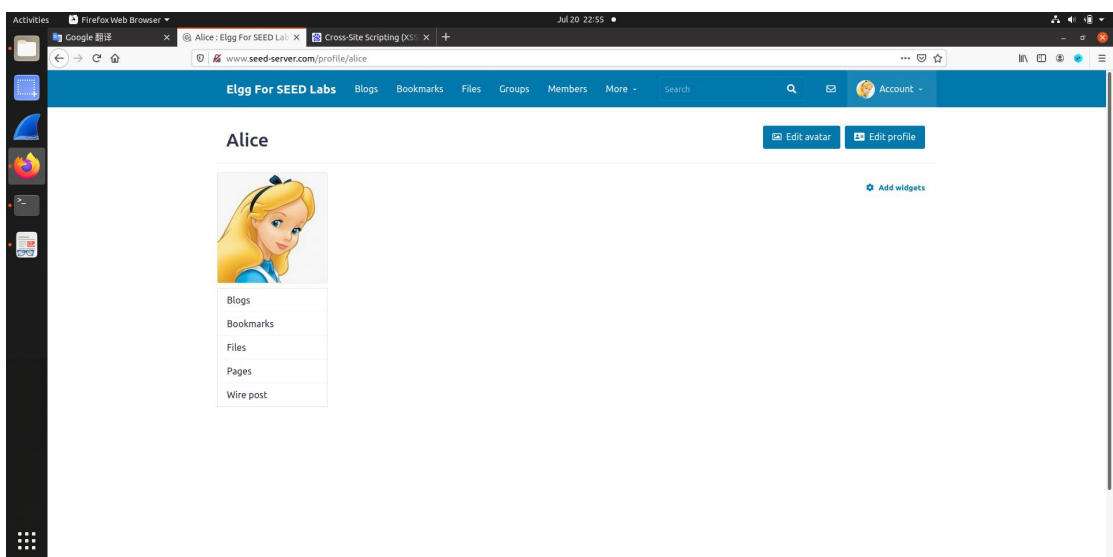 Activities Firefox Web Browser Jul 20 22:55
Google 翻译 Alice : Elgg For SEED Lab Cross-Site Scripting (XSS
www.seed-server.com/profile/alice
Elgg For SEED Labs Blogs Bookmarks Files Groups Members More Search Account
Alice Edit avatar Edit profile
Add widgets
Blogs
Bookmarks
Files
Pages
Wire post